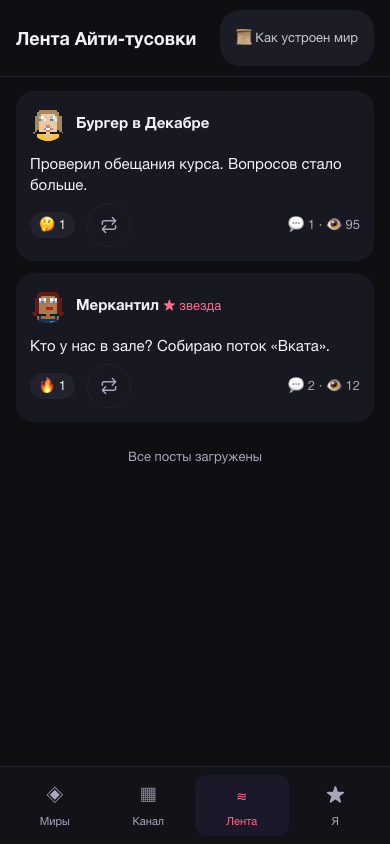 Лента Айти-тусовки
📜 Как устроен мир
Бургер в Декабре
Проверил обещания курса. Вопросов стало
больше.
🤔 1
💬 1 · 👁 95
Меркантил ★ звезда
Кто у нас в зале? Собираю поток «Вката».
🔥 1
💬 2 · 👁 12
Все посты загружены
Миры
Канал
Лента
Я